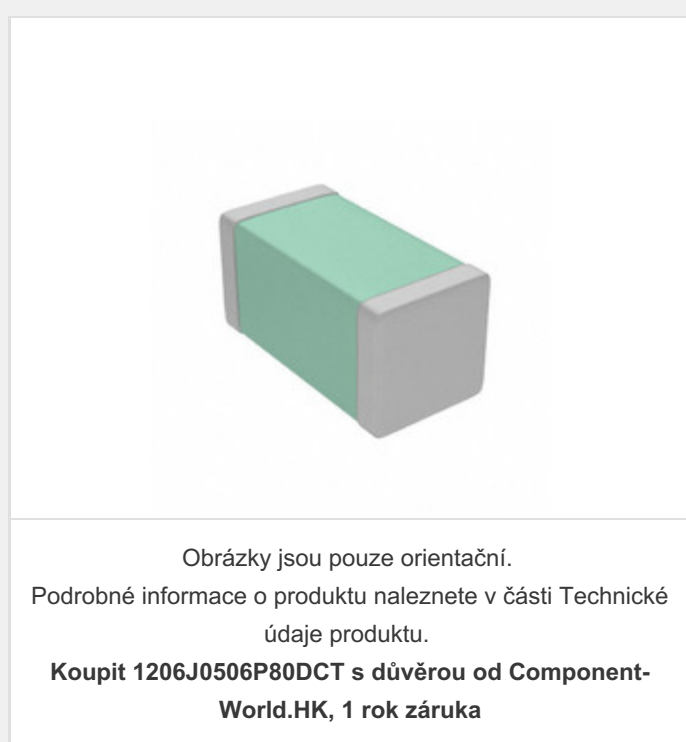 Obrázky jsou pouze orientační.
Podrobné informace o produktu naleznete v části Technické
údaje produktu.
Koupit 1206J0506P80DCT s důvěrou od Component-
World.HK, 1 rok záruka